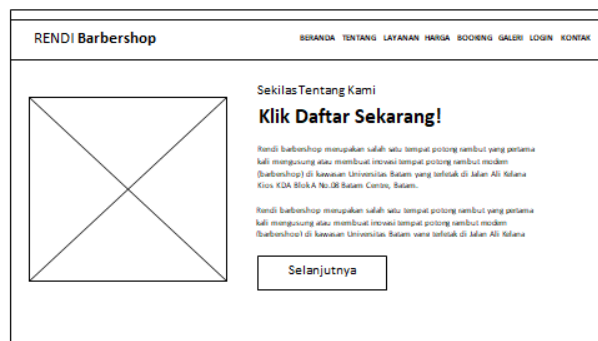 RENDI Barbershop
BERANDA TENTANG LAYANAN HARGA BOOKING GALERI LOGIN KONTAK
Sekilas Tentang Kami
Klik Daftar Sekarang!
Rendi barbershop merupakan salah satu tempat potong rambut yang pertama
kali mengusung atau membuat inovasi tempat potong rambut modern
(barbershop) di kawasan Universitas Batam yang terletak di Jalan Ali Kelana
Kios KDA Blok A No.08 Batam Centre, Batam.
Rendi barbershop merupakan salah satu tempat potong rambut yang pertama
kali mengusung atau membuat inovasi tempat potong rambut modern
(barbershop) di kawasan Universitas Batam yang terletak di Jalan Ali Kelana
Selanjutnya